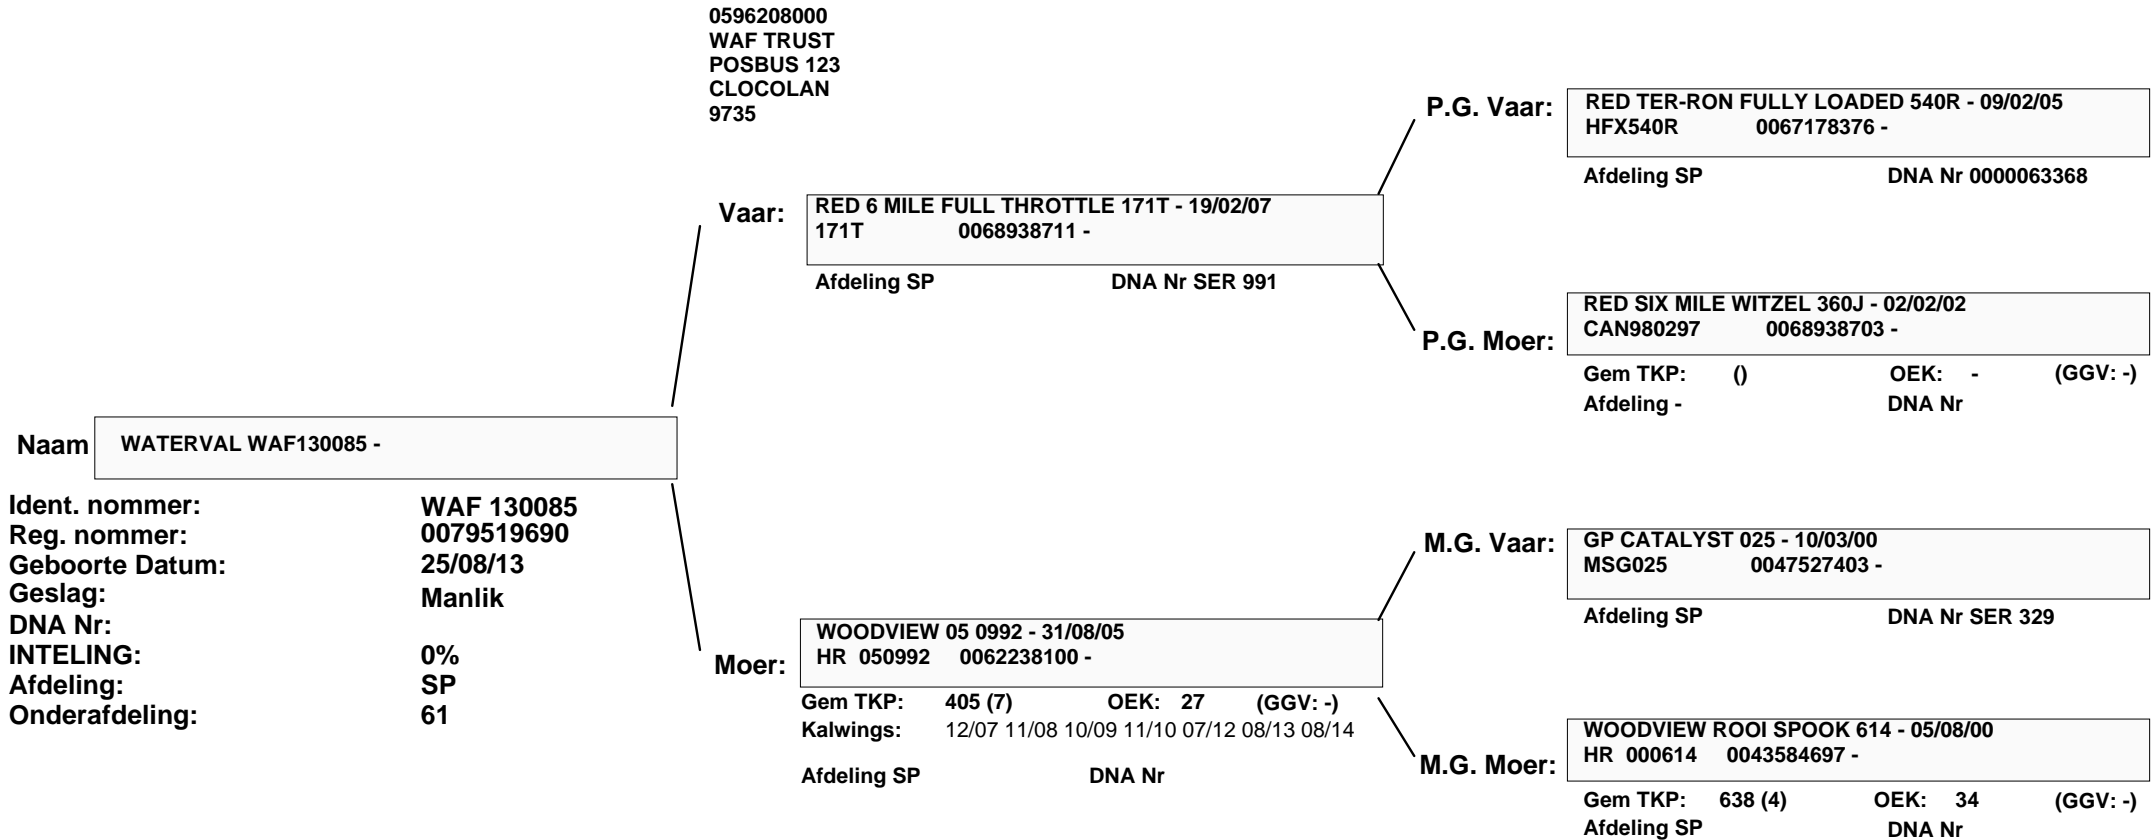 0596208000
WAF TRUST
POSBUS 123
CLOCOLAN
9735
P.G. Vaar:
RED TER-RON FULLY LOADED 540R - 09/02/05
HFX540R 0067178376 -
Afdeling SP DNA Nr 0000063368
Vaar:
RED 6 MILE FULL THROTTLE 171T - 19/02/07
171T 0068938711 -
Afdeling SP DNA Nr SER 991
P.G. Moer:
RED SIX MILE WITZEL 360J - 02/02/02
CAN980297 0068938703 -
Gem TKP: () OEK: - (GGV: -)
Afdeling - DNA Nr
Naam WATERVAL WAF130085 -
Ident. nommer: WAF 130085
Reg. nommer: 0079519690
Geboorte Datum: 25/08/13
Geslag: Manlik
DNA Nr:
INTELING: 0%
Afdeling: SP
Onderafdeling: 61
M.G. Vaar:
GP CATALYST 025 - 10/03/00
MSG025 0047527403 -
Afdeling SP DNA Nr SER 329
Moer:
WOODVIEW 05 0992 - 31/08/05
HR 050992 0062238100 -
Gem TKP: 405 (7) OEK: 27 (GGV: -)
Kalwings: 12/07 11/08 10/09 11/10 07/12 08/13 08/14
Afdeling SP DNA Nr
M.G. Moer:
WOODVIEW ROOI SPOOK 614 - 05/08/00
HR 000614 0043584697 -
Gem TKP: 638 (4) OEK: 34 (GGV: -)
Afdeling SP DNA Nr